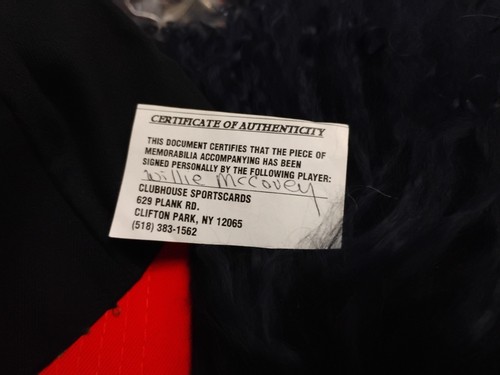 CERTIFICATE OF AUTHENTICITY
THIS DOCUMENT CERTIFIES THAT THE PIECE OF
MEMORABILIA ACCOMPANYING HAS BEEN
SIGNED PERSONALLY BY THE FOLLOWING PLAYER:
Willie McCovey
CLUBHOUSE SPORTSCARDS
629 PLANK RD.
CLIFTON PARK, NY 12065
(518) 383-1562